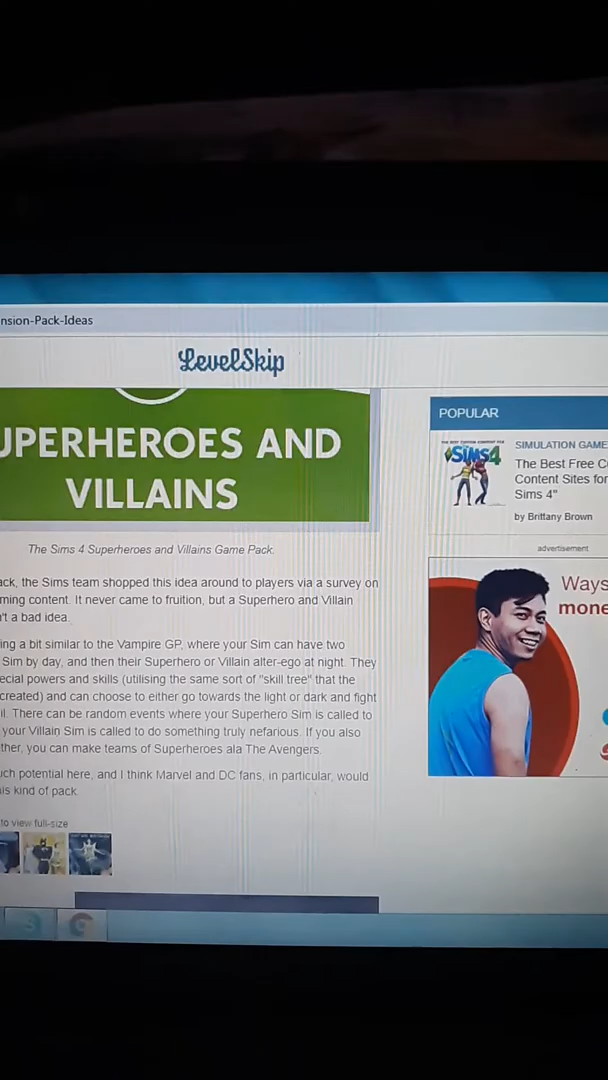 nsion-Pack-Ideas
LevelSkip
UPERHEROES AND
VILLAINS
The Sims 4 Superheroes and Villains Game Pack.
ack, the Sims team shopped this idea around to players via a survey on
ming content. It never came to fruition, but a Superhero and Villain
't a bad idea.
ing a bit similar to the Vampire GP, where your Sim can have two
Sim by day, and then their Superhero or Villain alter-ego at night. They
ecial powers and skills (utilising the same sort of "skill tree" that the
created) and can choose to either go towards the light or dark and fight
il. There can be random events where your Superhero Sim is called to
your Villain Sim is called to do something truly nefarious. If you also
ther, you can make teams of Superheroes ala The Avengers.
uch potential here, and I think Marvel and DC fans, in particular, would
is kind of pack.
to view full-size
POPULAR
SIMS4
SIMULATION GAME
The Best Free C
Content Sites for
Sims 4"
by Brittany Brown
advertisement
Ways
mone